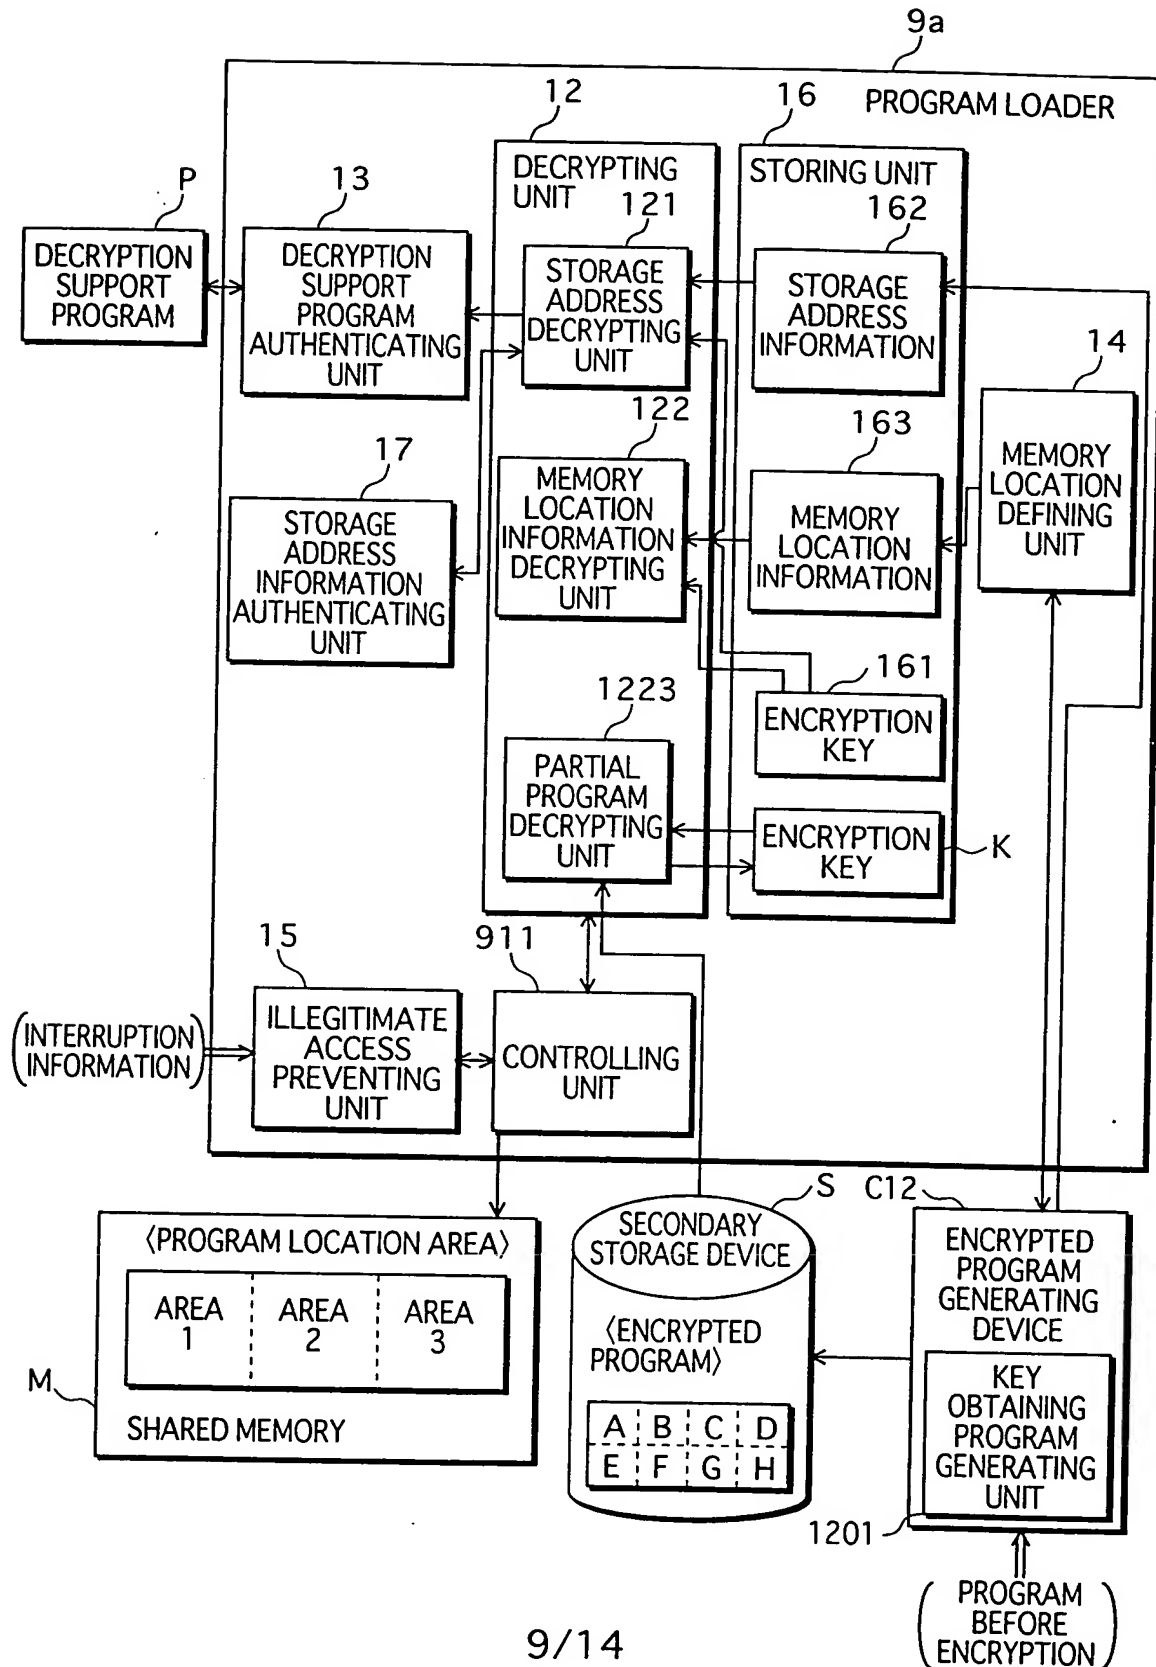 9a
PROGRAM LOADER
12
16
P
13
DECRYPTING
UNIT
121
STORING UNIT
162
DECRYPTION
SUPPORT
PROGRAM
DECRYPTION
SUPPORT
PROGRAM
AUTHENTICATING
UNIT
STORAGE
ADDRESS
DECRYPTING
UNIT
STORAGE
ADDRESS
INFORMATION
14
122
163
17
MEMORY
LOCATION
INFORMATION
DECRYPTING
UNIT
MEMORY
LOCATION
INFORMATION
MEMORY
LOCATION
DEFINING
UNIT
STORAGE
ADDRESS
INFORMATION
AUTHENTICATING
UNIT
1223
161
ENCRYPTION
KEY
PARTIAL
PROGRAM
DECRYPTING
UNIT
ENCRYPTION
KEY
K
15
911
(INTERRUPTION
INFORMATION)
ILLEGITIMATE
ACCESS
PREVENTING
UNIT
CONTROLLING
UNIT
S
C12
〈PROGRAM LOCATION AREA〉
AREA
1
AREA
2
AREA
3
M
SHARED MEMORY
SECONDARY
STORAGE DEVICE
〈ENCRYPTED
PROGRAM〉
A B C D
E F G H
ENCRYPTED
PROGRAM
GENERATING
DEVICE
KEY
OBTAINING
PROGRAM
GENERATING
UNIT
1201
(PROGRAM
BEFORE
ENCRYPTION)
9/14